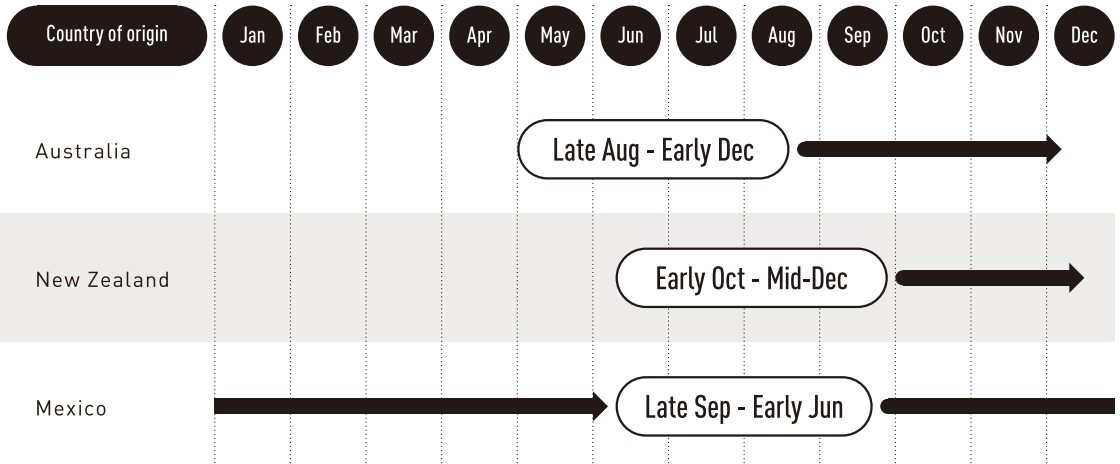 Country of origin Jan Feb Mar Apr May Jun Jul Aug Sep Oct Nov Dec
Australia Late Aug - Early Dec
New Zealand Early Oct - Mid-Dec
Mexico Late Sep - Early Jun